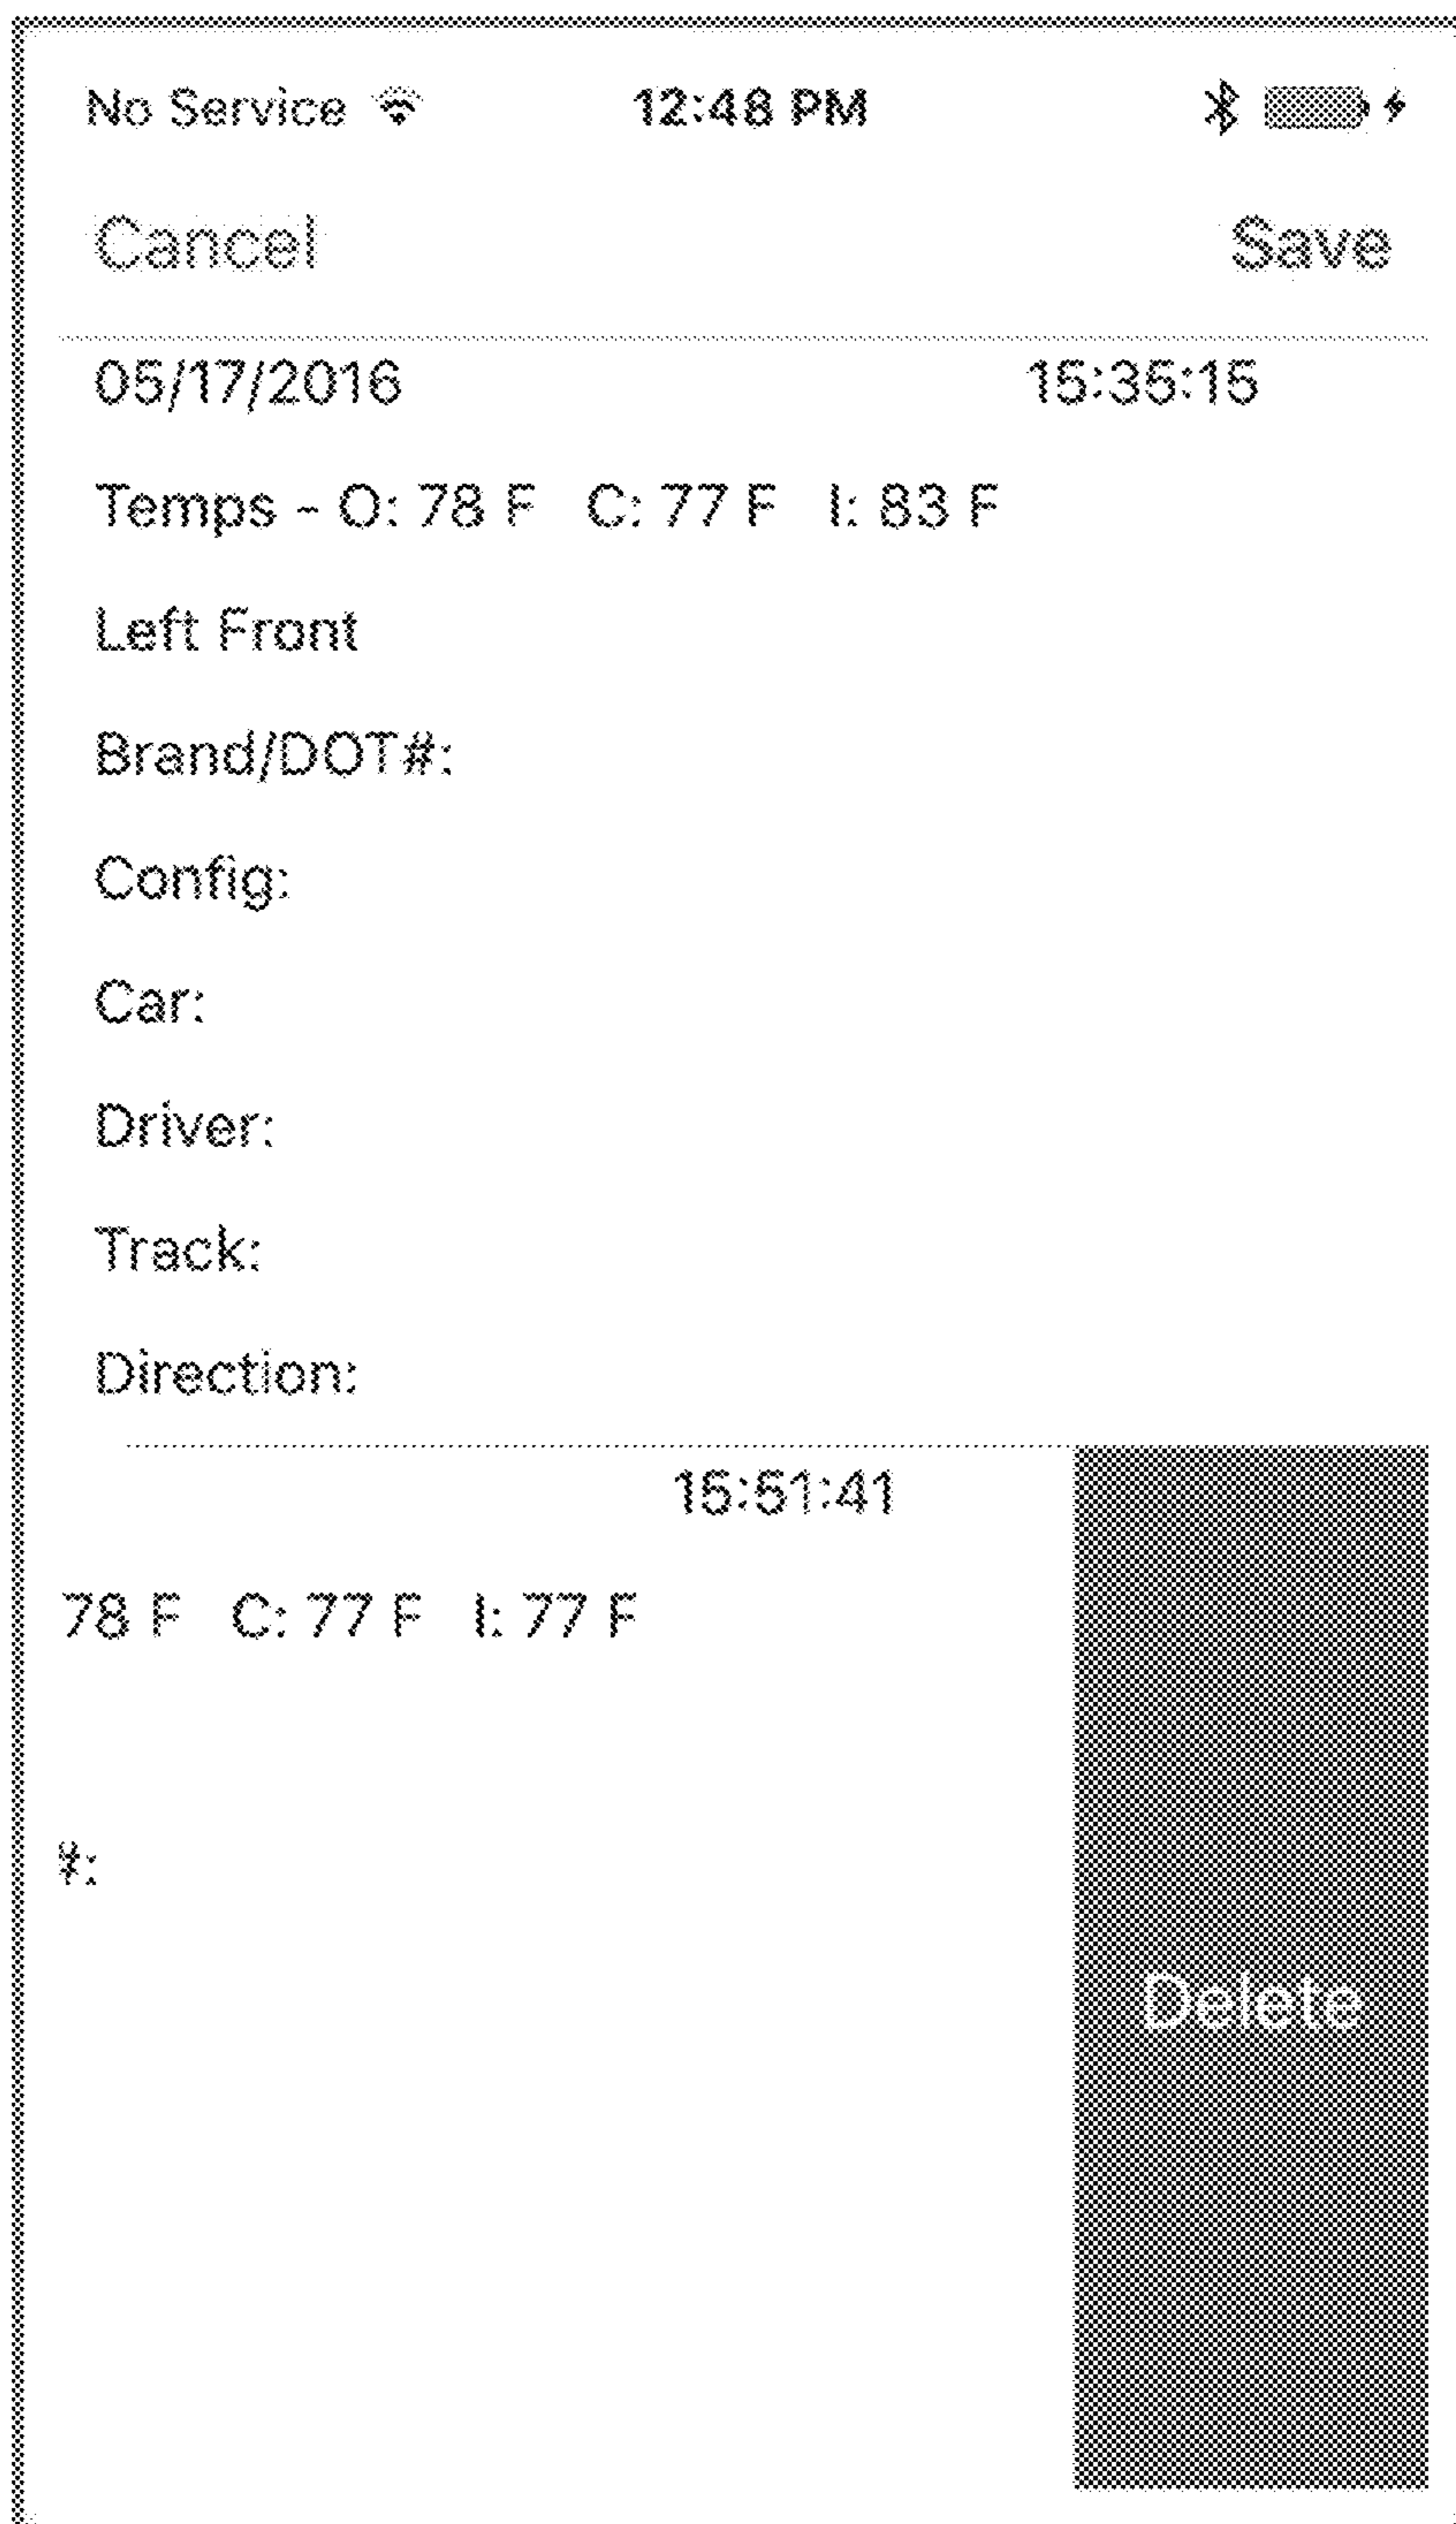 No Service 12:48 PM
Cancel Save
05/17/2016 15:35:15
Temps - O: 78 F C: 77 F I: 83 F
Left Front
Brand/DOT#:
Config:
Car:
Driver:
Track:
Direction:
15:51:41
78 F C: 77 F I: 77 F
#:
Delete